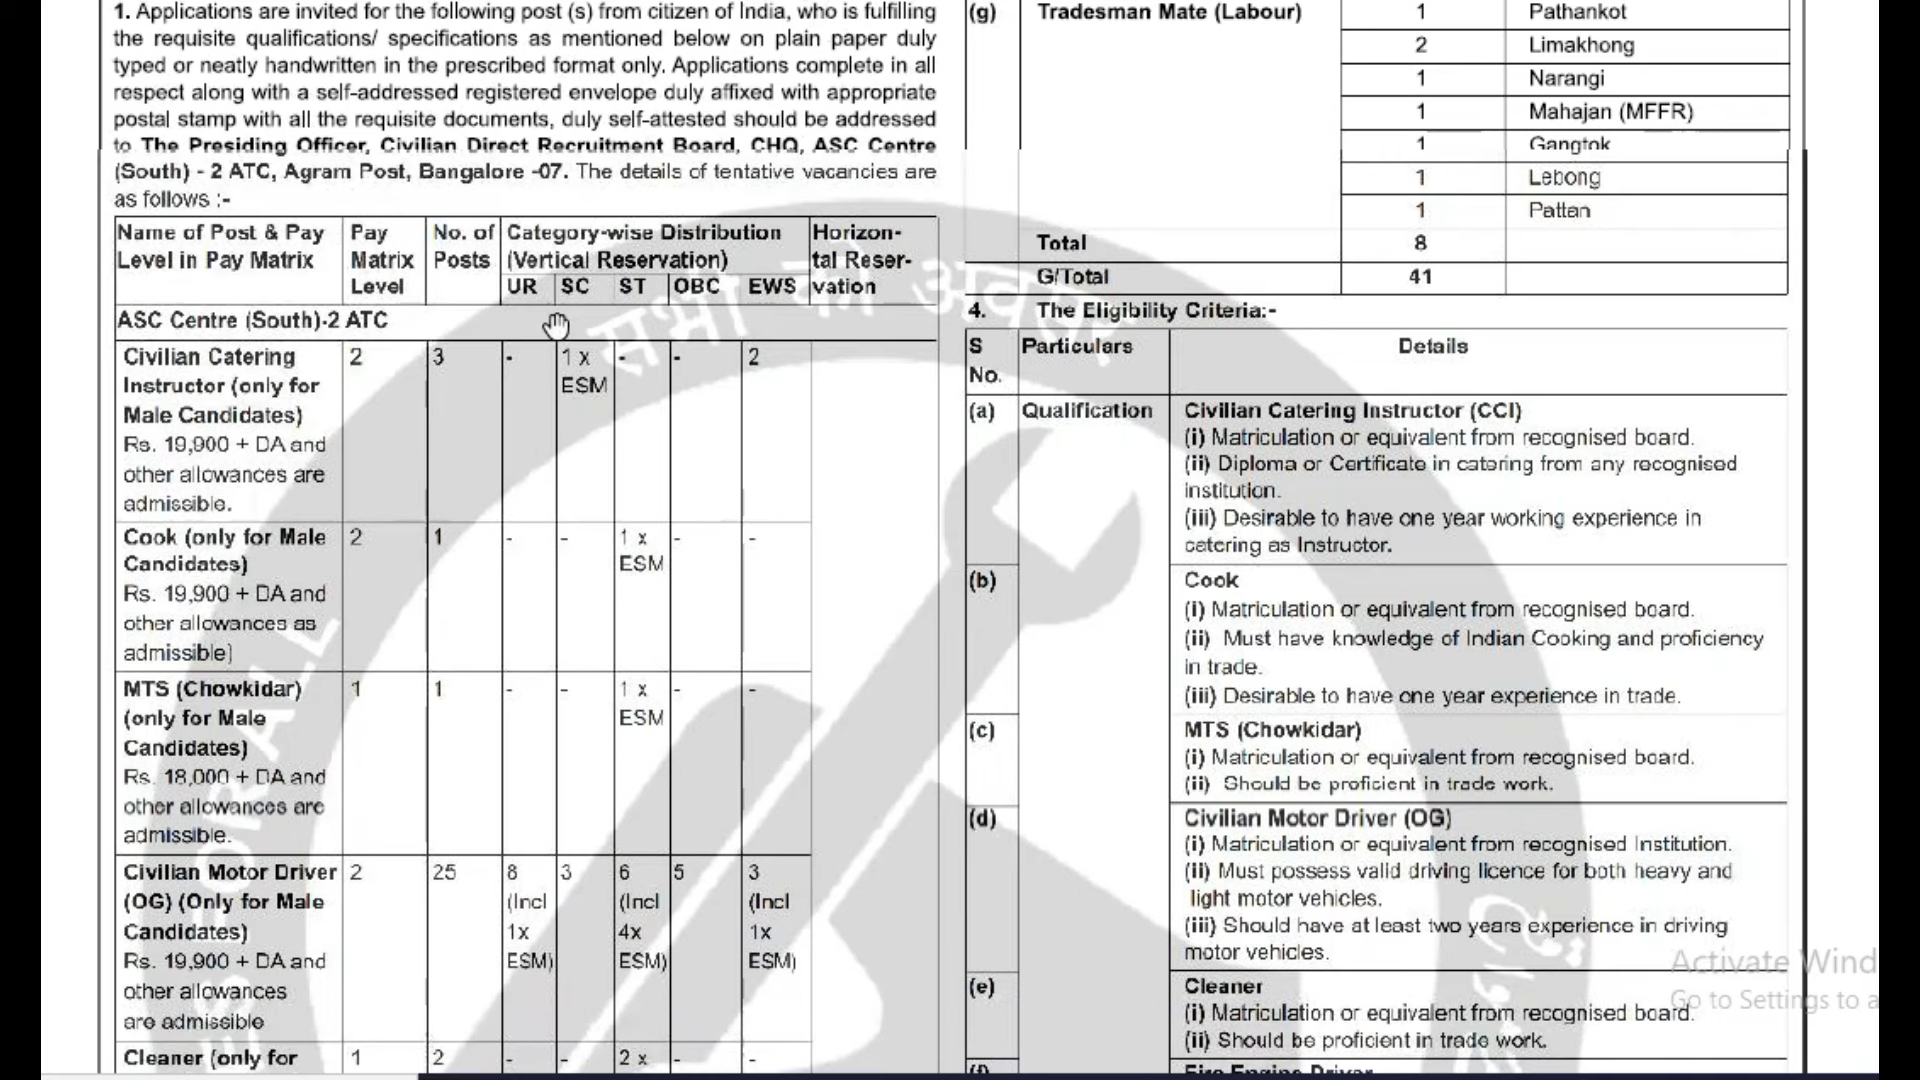 1. Applications are invited for the following post (s) from citizen of India, who is fulfilling
the requisite qualifications/ specifications as mentioned below on plain paper duly
typed or neatly handwritten in the prescribed format only. Applications complete in all
respect along with a self-addressed registered envelope duly affixed with appropriate
postal stamp with all the requisite documents, duly self-attested should be addressed
to The Presiding Officer, Civilian Direct Recruitment Board, CHQ, ASC Centre
(South) - 2 ATC, Agram Post, Bangalore -07. The details of tentative vacancies are
as follows :-
Name of Post & Pay Pay No. of Category-wise Distribution Horizon-
Level in Pay Matrix Matrix Posts (Vertical Reservation) tal Reser-
Level UR SC ST OBC EWS vation
ASC Centre (South)-2 ATC
Civilian Catering 2 3 - 1 x - - 2
Instructor (only for ESM
Male Candidates)
Rs. 19,900 + DA and
other allowances are
admissible.
Cook (only for Male 2 1 - - 1 x - -
Candidates) ESM
Rs. 19,900 + DA and
other allowances as
admissible)
MTS (Chowkidar) 1 1 - - 1 x - -
(only for Male ESM
Candidates)
Rs. 18,000 + DA and
other allowances are
admissible.
Civilian Motor Driver 2 25 8 3 6 5 3
(OG) (Only for Male (Incl (Incl (Incl
Candidates) 1x 4x 1x
Rs. 19,900 + DA and ESM) ESM) ESM)
other allowances
are admissible
Cleaner (only for 1 2 - - 2 x - -
(g) Tradesman Mate (Labour) 1 Pathankot
2 Limakhong
1 Narangi
1 Mahajan (MFFR)
1 Gangtok
1 Lebong
1 Pattan
Total 8
G/Total 41
4. The Eligibility Criteria:-
S Particulars Details
No.
(a) Qualification Civilian Catering Instructor (CCI)
(i) Matriculation or equivalent from recognised board.
(ii) Diploma or Certificate in catering from any recognised
institution.
(iii) Desirable to have one year working experience in
catering as Instructor.
(b) Cook
(i) Matriculation or equivalent from recognised board.
(ii) Must have knowledge of Indian Cooking and proficiency
in trade.
(iii) Desirable to have one year experience in trade.
(c) MTS (Chowkidar)
(i) Matriculation or equivalent from recognised board.
(ii) Should be proficient in trade work.
(d) Civilian Motor Driver (OG)
(i) Matriculation or equivalent from recognised Institution.
(ii) Must possess valid driving licence for both heavy and
light motor vehicles.
(iii) Should have at least two years experience in driving
motor vehicles.
(e) Cleaner
(i) Matriculation or equivalent from recognised board.
(ii) Should be proficient in trade work.
(f) Fire Engine Driver
सभी को अवसर
FOR ALL
Activate Wind
Go to Settings to a